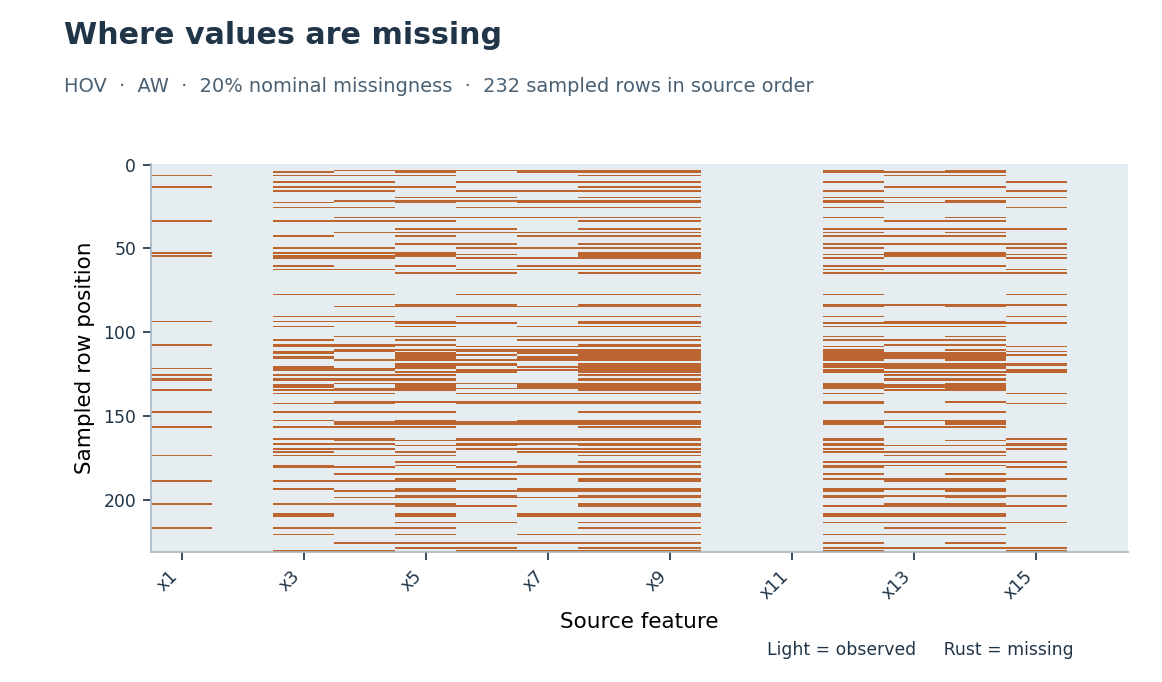 Where values are missing
HOV · AW · 20% nominal missingness · 232 sampled rows in source order
0
50
100
150
200
Sampled row position
x1 x3 x5 x7 x9 x11 x13 x15
Source feature
Light = observed Rust = missing